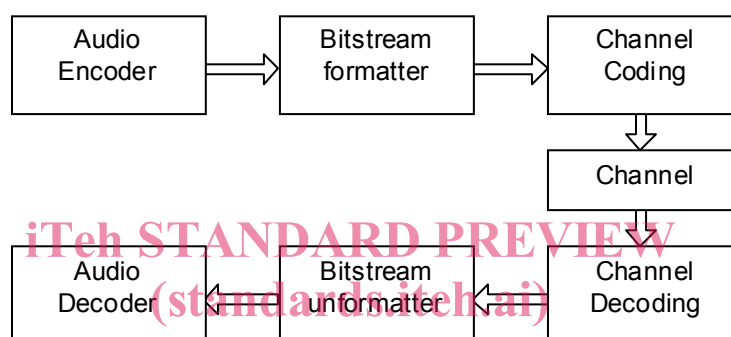 Audio
Encoder
Bitstream
formatter
Channel
Coding
Channel
iTeh STANDARD PREVIEW
(standards.iteh.ai)
Audio
Decoder
Bitstream
unformatter
Channel
Decoding